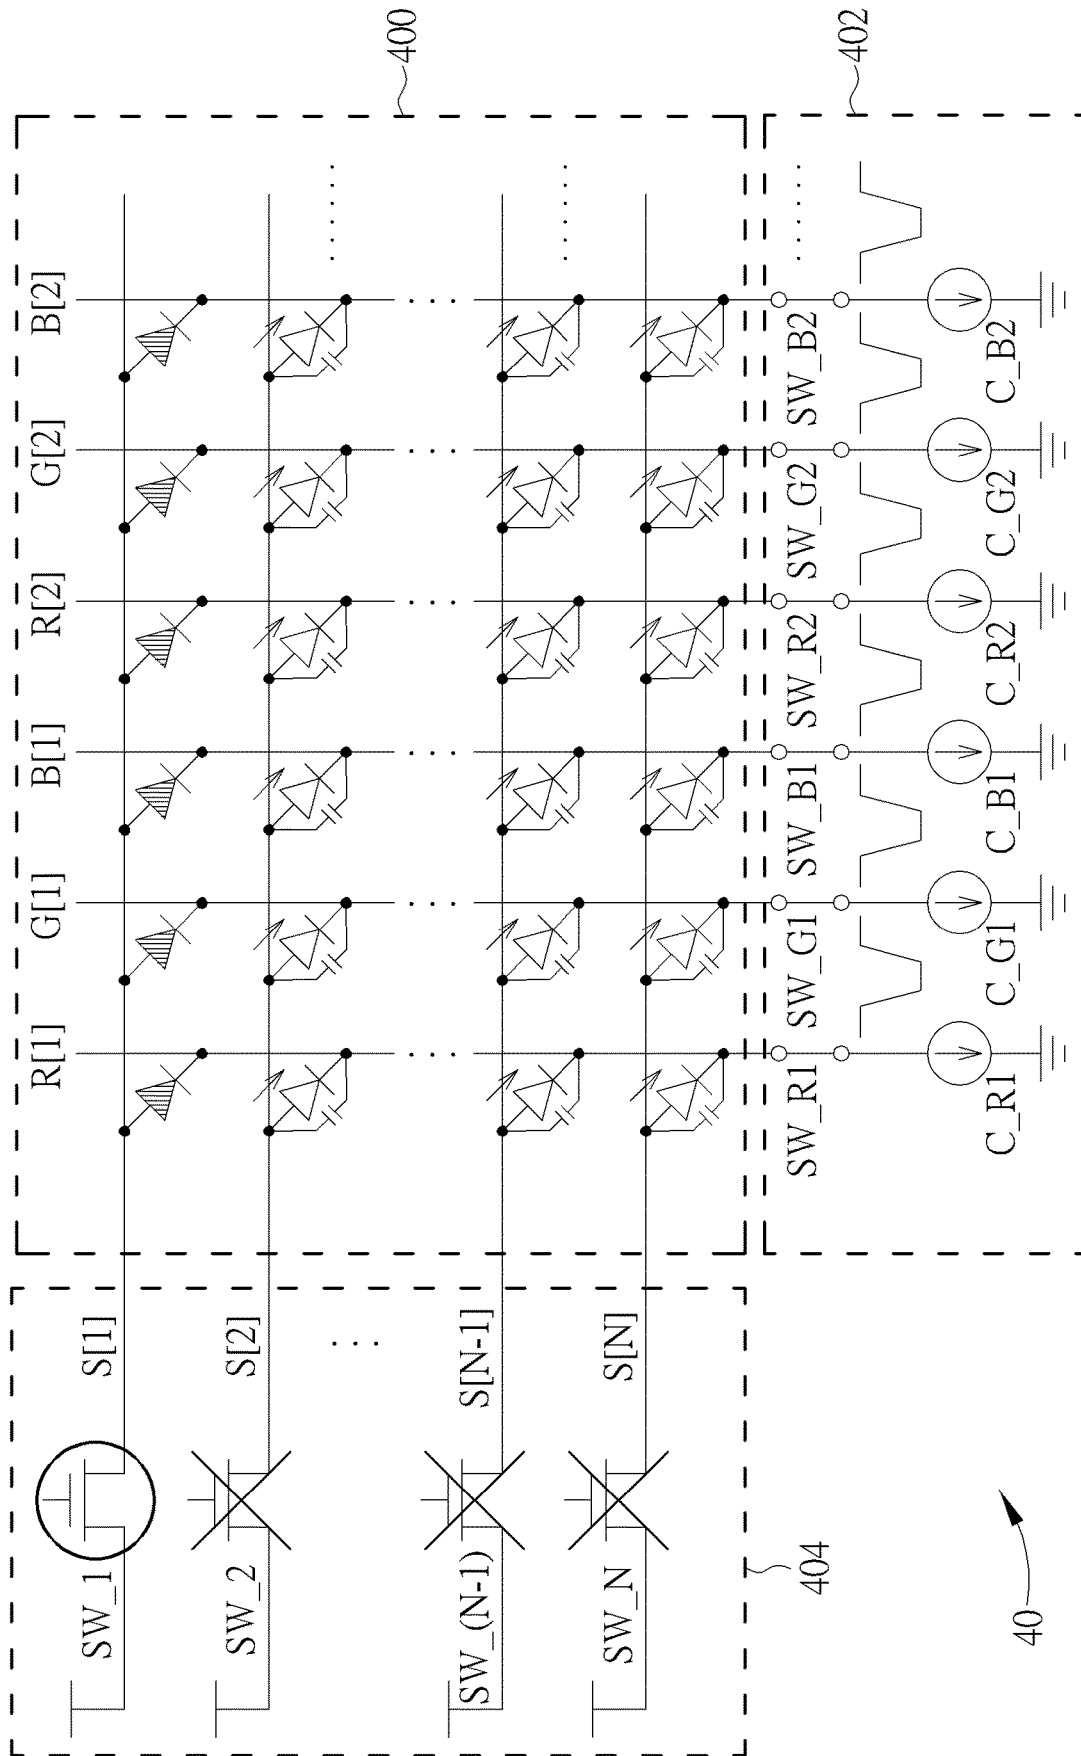 400
402
R[1] G[1] B[1] R[2] G[2] B[2]
SW_1 S[1]
SW_2 S[2]
SW_(N-1) S[N-1]
SW_N S[N]
404
SW_R1 SW_G1 SW_B1 SW_R2 SW_G2 SW_B2
C_R1 C_G1 C_B1 C_R2 C_G2 C_B2
40